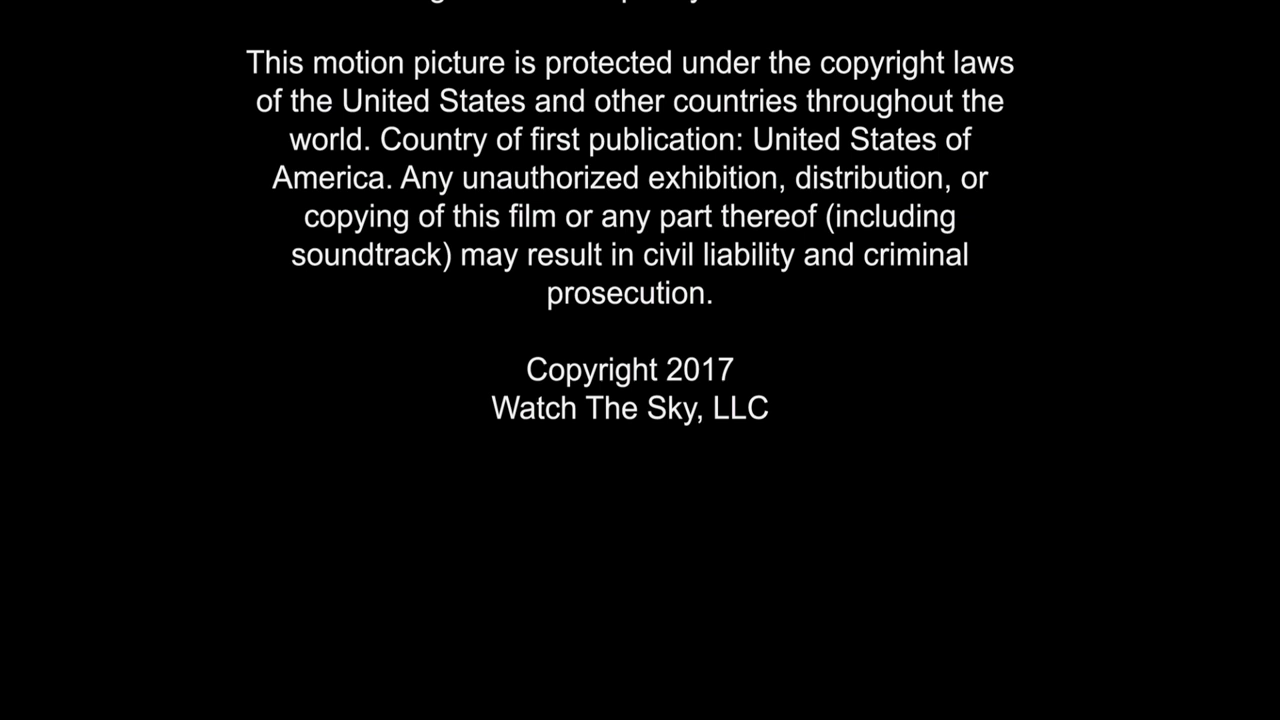 This motion picture is protected under the copyright laws
of the United States and other countries throughout the
world. Country of first publication: United States of
America. Any unauthorized exhibition, distribution, or
copying of this film or any part thereof (including
soundtrack) may result in civil liability and criminal
prosecution.
Copyright 2017
Watch The Sky, LLC